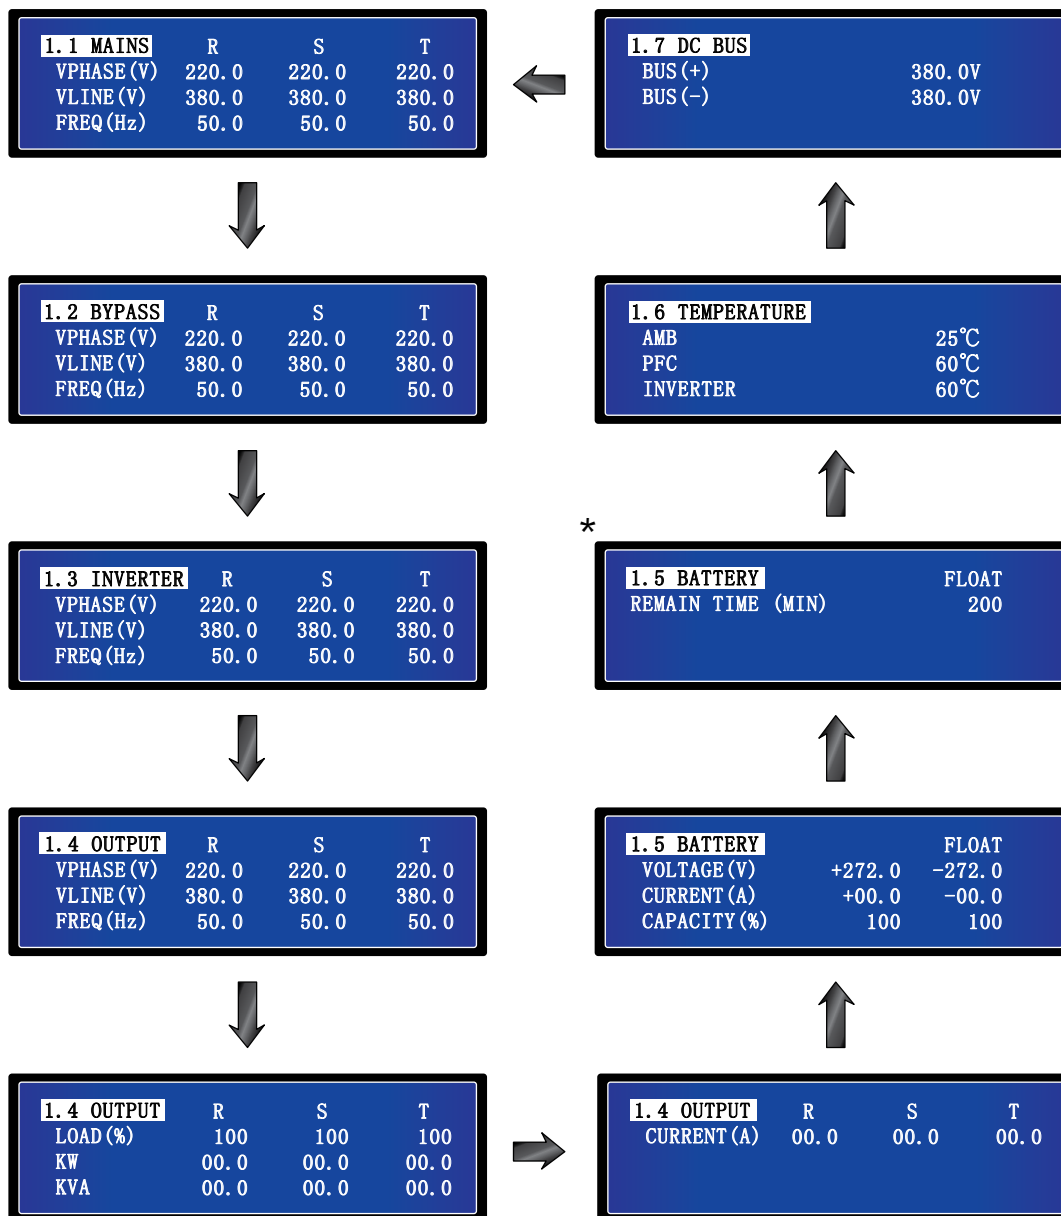 1.1 MAINS R S T
VPHASE(V) 220.0 220.0 220.0
VLINE(V) 380.0 380.0 380.0
FREQ(Hz) 50.0 50.0 50.0
1.2 BYPASS R S T
VPHASE(V) 220.0 220.0 220.0
VLINE(V) 380.0 380.0 380.0
FREQ(Hz) 50.0 50.0 50.0
1.3 INVERTER R S T
VPHASE(V) 220.0 220.0 220.0
VLINE(V) 380.0 380.0 380.0
FREQ(Hz) 50.0 50.0 50.0
1.4 OUTPUT R S T
VPHASE(V) 220.0 220.0 220.0
VLINE(V) 380.0 380.0 380.0
FREQ(Hz) 50.0 50.0 50.0
1.4 OUTPUT R S T
LOAD(%) 100 100 100
KW 00.0 00.0 00.0
KVA 00.0 00.0 00.0
1.4 OUTPUT R S T
CURRENT(A) 00.0 00.0 00.0
1.5 BATTERY FLOAT
VOLTAGE(V) +272.0 -272.0
CURRENT(A) +00.0 -00.0
CAPACITY(%) 100 100
*
1.5 BATTERY FLOAT
REMAIN TIME (MIN) 200
1.6 TEMPERATURE
AMB 25℃
PFC 60℃
INVERTER 60℃
1.7 DC BUS
BUS(+) 380.0V
BUS(-) 380.0V